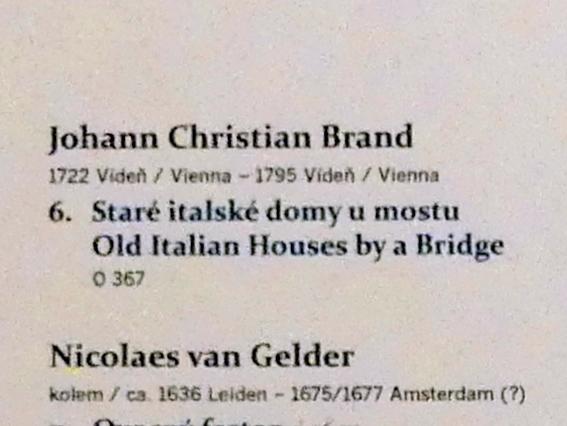 Johann Christian Brand
1722 Vídeň / Vienna – 1795 Vídeň / Vienna
6. Staré italské domy u mostu
Old Italian Houses by a Bridge
O 367
Nicolaes van Gelder
kolem / ca. 1636 Leiden – 1675/1677 Amsterdam (?)